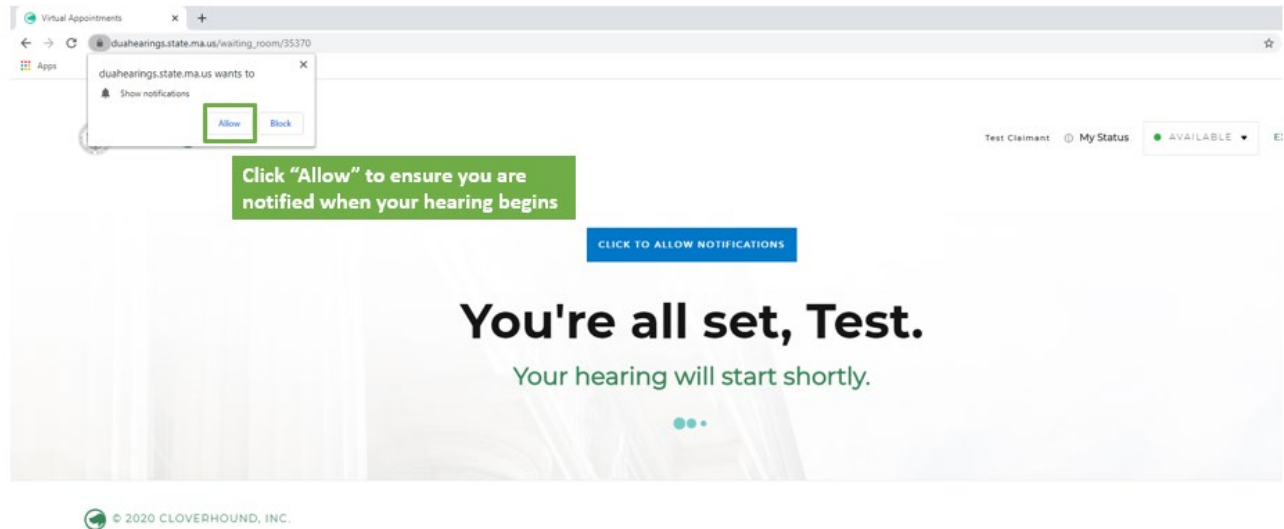 Virtual Appointments
duahearings.state.ma.us/waiting_room/35370
Apps
duahearings.state.ma.us wants to
Show notifications
Allow Block
Test Claimant My Status AVAILABLE
Click “Allow” to ensure you are
notified when your hearing begins
CLICK TO ALLOW NOTIFICATIONS
You're all set, Test.
Your hearing will start shortly.
© 2020 CLOVERHOUND, INC.